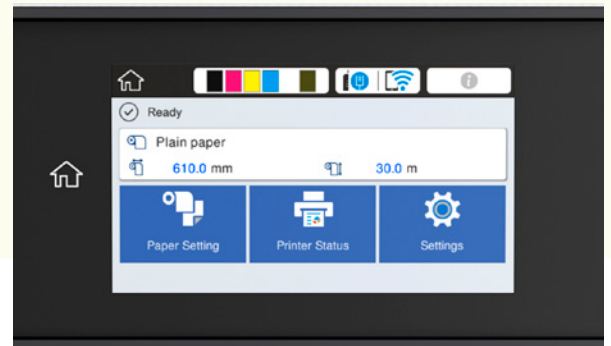 Ready
Plain paper
610.0 mm 30.0 m
Paper Setting Printer Status Settings